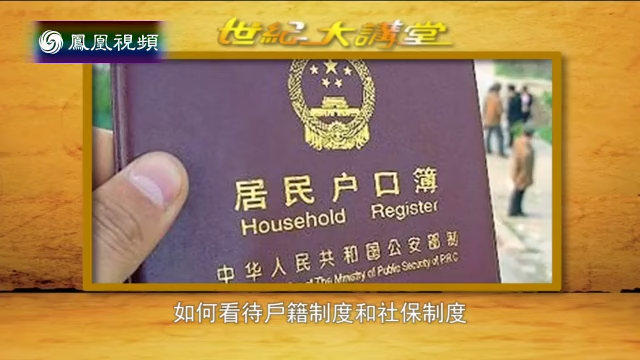 鳳凰視頻
世紀大講堂
居民户口簿
Household Register
中华人民共和国公安部制
of The Ministry of Public Security of P.R.C
如何看待戶籍制度和社保制度